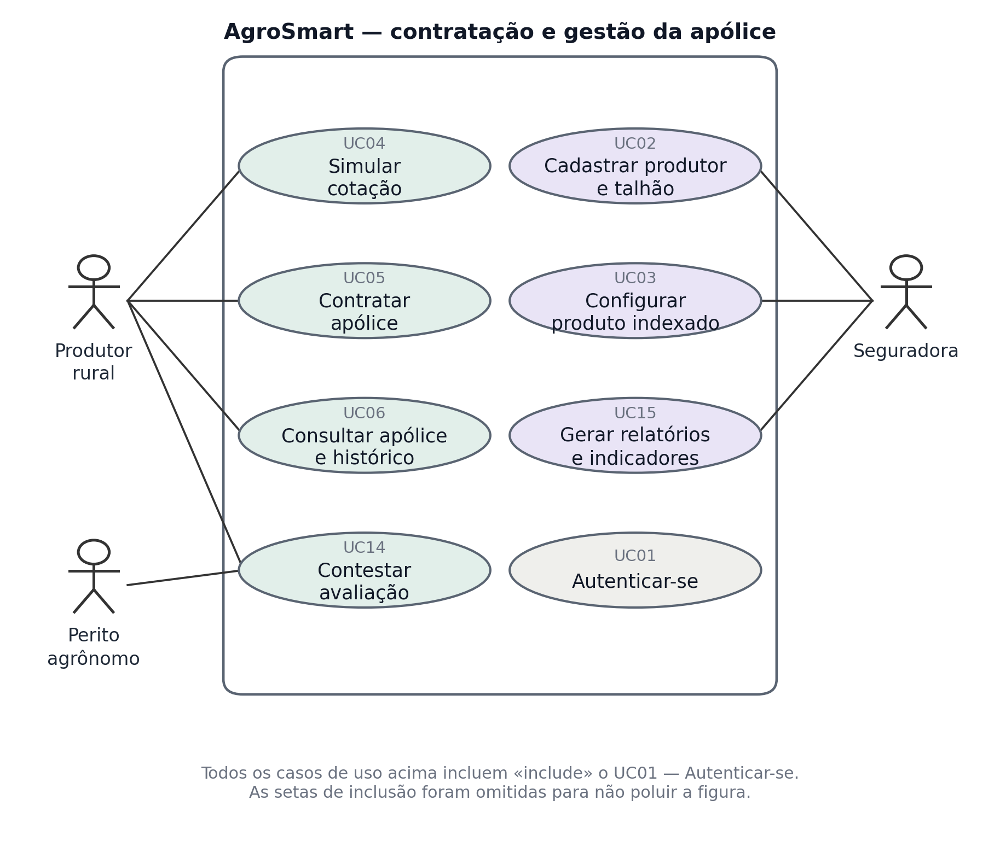 AgroSmart — contratação e gestão da apólice
UC04
Simular
cotação
UC02
Cadastrar produtor
e talhão
UC05
Contratar
apólice
UC03
Configurar
produto indexado
Produtor
rural
Seguradora
UC06
Consultar apólice
e histórico
UC15
Gerar relatórios
e indicadores
UC14
Contestar
avaliação
UC01
Autenticar-se
Perito
agrônomo
Todos os casos de uso acima incluem «include» o UC01 — Autenticar-se.
As setas de inclusão foram omitidas para não poluir a figura.